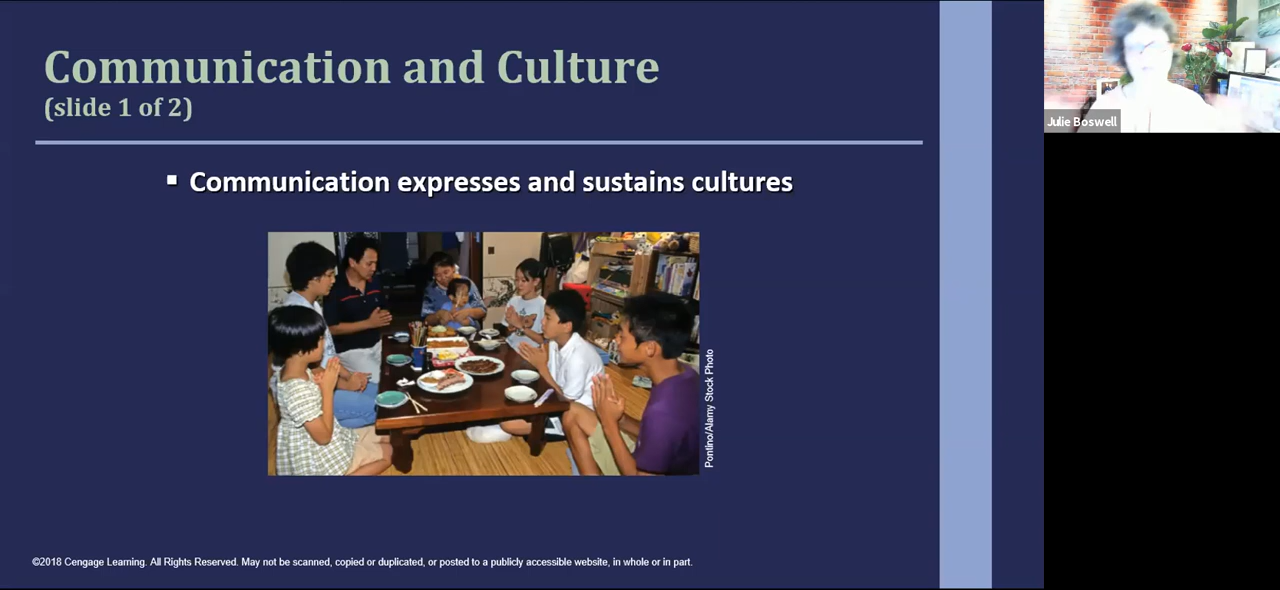 Communication and Culture
(slide 1 of 2)
Communication expresses and sustains cultures
Pontino/Alamy Stock Photo
©2018 Cengage Learning. All Rights Reserved. May not be scanned, copied or duplicated, or posted to a publicly accessible website, in whole or in part.
Julie Boswell